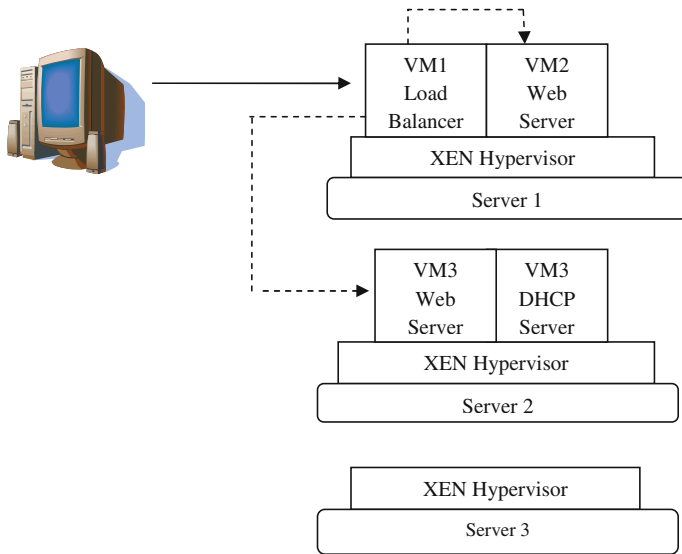 VM1
Load
Balancer
VM2
Web
Server
XEN Hypervisor
Server 1
VM3
Web
Server
VM3
DHCP
Server
XEN Hypervisor
Server 2
XEN Hypervisor
Server 3